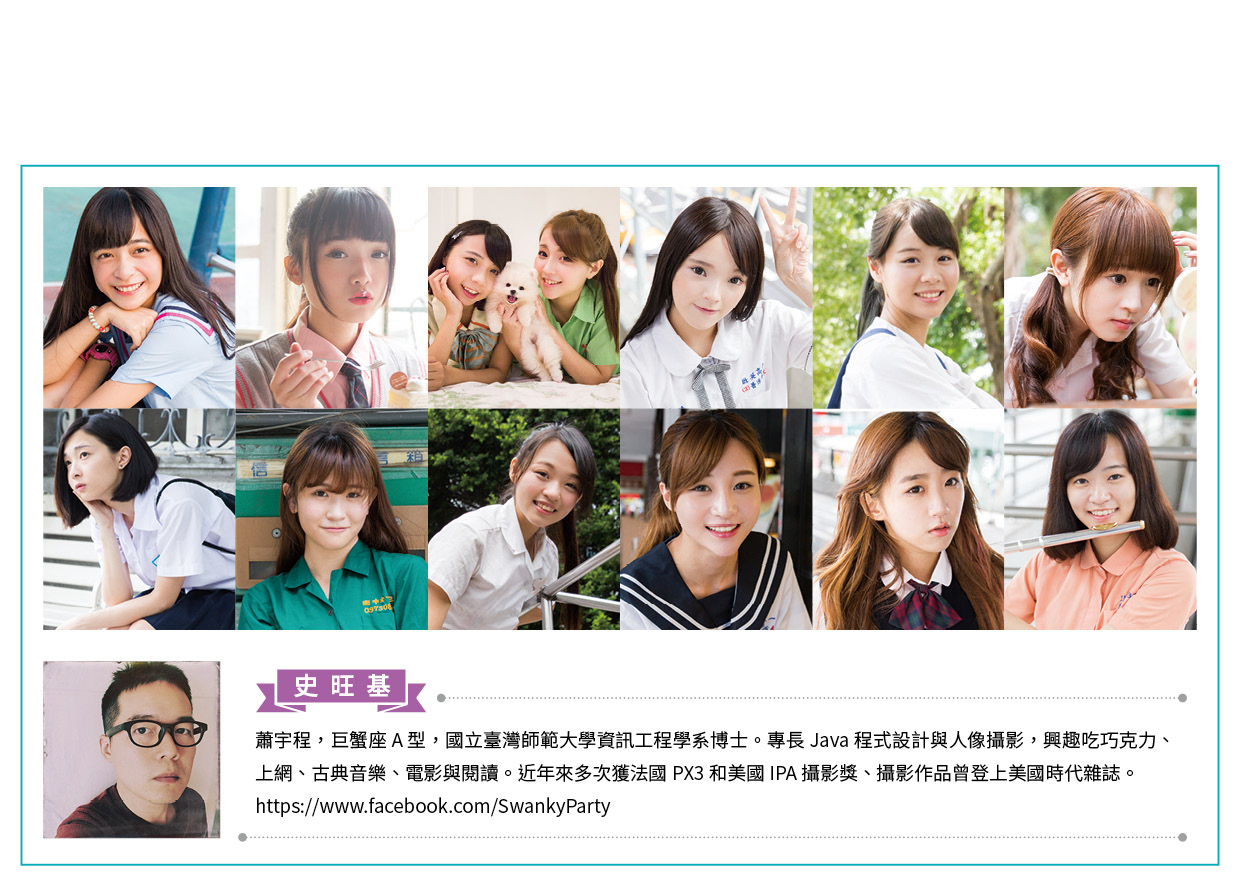 信
史旺基
蕭宇程，巨蟹座 A 型，國立臺灣師範大學資訊工程學系博士。專長 Java 程式設計與人像攝影，興趣吃巧克力、
上網、古典音樂、電影與閱讀。近年來多次獲法國 PX3 和美國 IPA 攝影獎、攝影作品曾登上美國時代雜誌。
https://www.facebook.com/SwankyParty